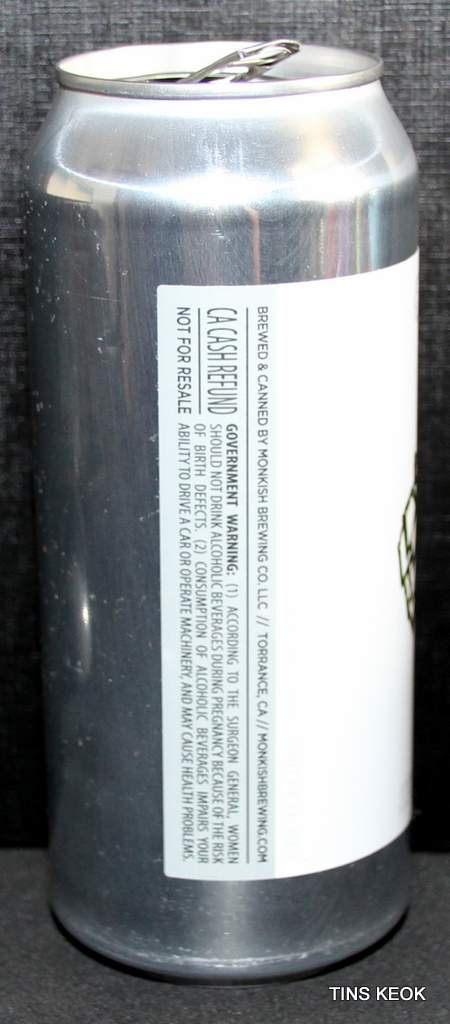 BREWED & CANNED BY MONKISH BREWING CO. LLC // TORRANCE, CA // MONKISHBREWING.COM
CA CASH REFUND
NOT FOR RESALE
GOVERNMENT WARNING: (1) ACCORDING TO THE SURGEON GENERAL, WOMEN
SHOULD NOT DRINK ALCOHOLIC BEVERAGES DURING PREGNANCY BECAUSE OF THE RISK
OF BIRTH DEFECTS. (2) CONSUMPTION OF ALCOHOLIC BEVERAGES IMPAIRS YOUR
ABILITY TO DRIVE A CAR OR OPERATE MACHINERY, AND MAY CAUSE HEALTH PROBLEMS.
TINS KEOK